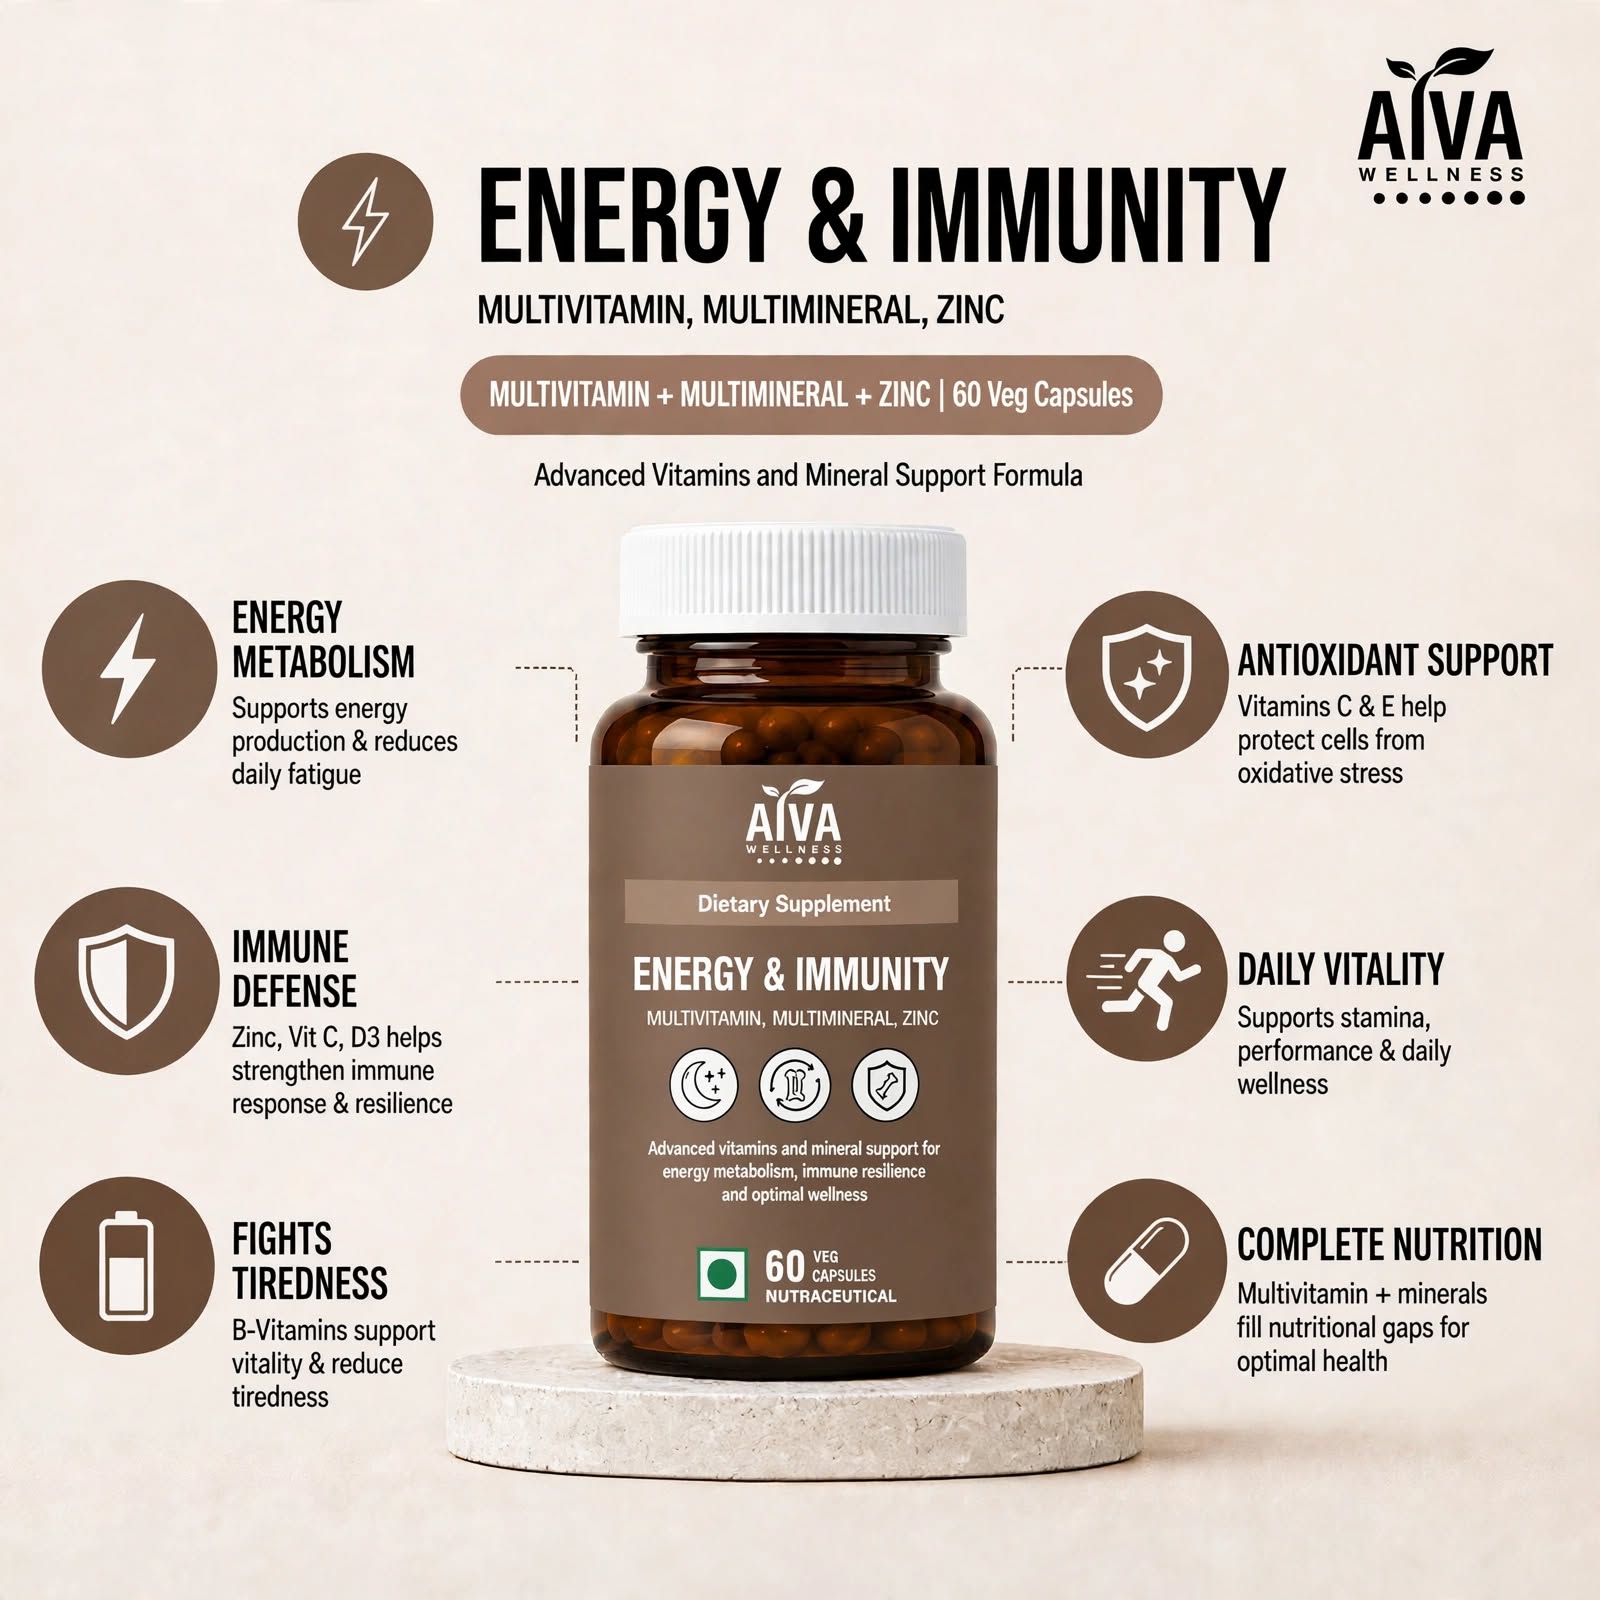 AIVA
WELLNESS
ENERGY & IMMUNITY
MULTIVITAMIN, MULTIMINERAL, ZINC
MULTIVITAMIN + MULTIMINERAL + ZINC | 60 Veg Capsules
Advanced Vitamins and Mineral Support Formula
ENERGY
METABOLISM
Supports energy
production & reduces
daily fatigue
IMMUNE
DEFENSE
Zinc, Vit C, D3 helps
strengthen immune
response & resilience
FIGHTS
TIREDNESS
B-Vitamins support
vitality & reduce
tiredness
AIVA
WELLNESS
Dietary Supplement
ENERGY & IMMUNITY
MULTIVITAMIN, MULTIMINERAL, ZINC
Advanced vitamins and mineral support for
energy metabolism, immune resilience
and optimal wellness
60 VEG
CAPSULES
NUTRACEUTICAL
ANTIOXIDANT SUPPORT
Vitamins C & E help
protect cells from
oxidative stress
DAILY VITALITY
Supports stamina,
performance & daily
wellness
COMPLETE NUTRITION
Multivitamin + minerals
fill nutritional gaps for
optimal health